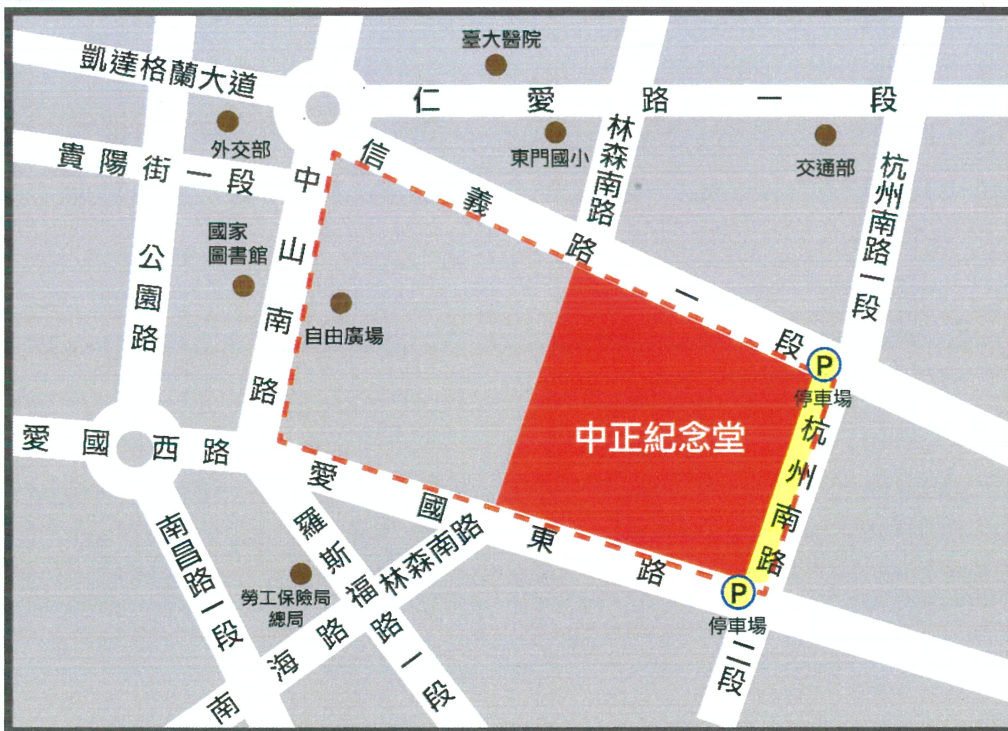 臺大醫院
凱達格蘭大道
仁愛路一段
外交部
東門國小
林森南路
交通部
杭州南路一段
貴陽街一段
信義路一段
中山南路
國家
圖書館
公園路
自由廣場
P
停車場
中正紀念堂
杭州南路
二段
愛國西路
愛國東路
羅斯福路一段
林森南路
南昌路一段
勞工保險局
總局
南海路
P
停車場